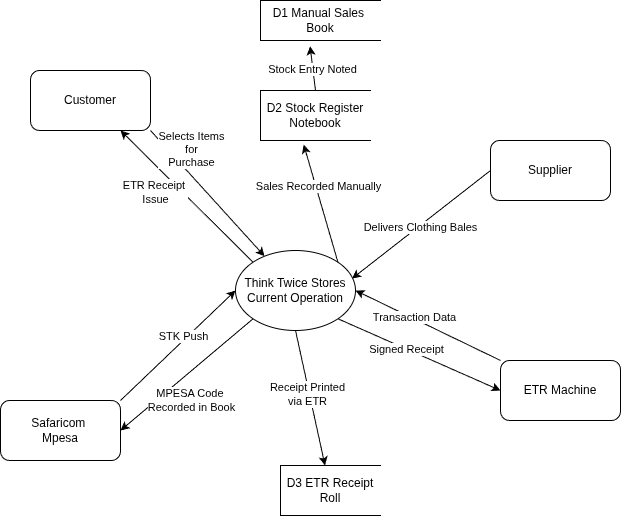 D1 Manual Sales
Book
Stock Entry Noted
Customer
D2 Stock Register
Notebook
Selects Items
for
Purchase
Supplier
ETR Receipt
Issue
Sales Recorded Manually
Delivers Clothing Bales
Think Twice Stores
Current Operation
Transaction Data
STK Push
Signed Receipt
Receipt Printed
via ETR
MPESA Code
Recorded in Book
ETR Machine
Safaricom
Mpesa
D3 ETR Receipt
Roll